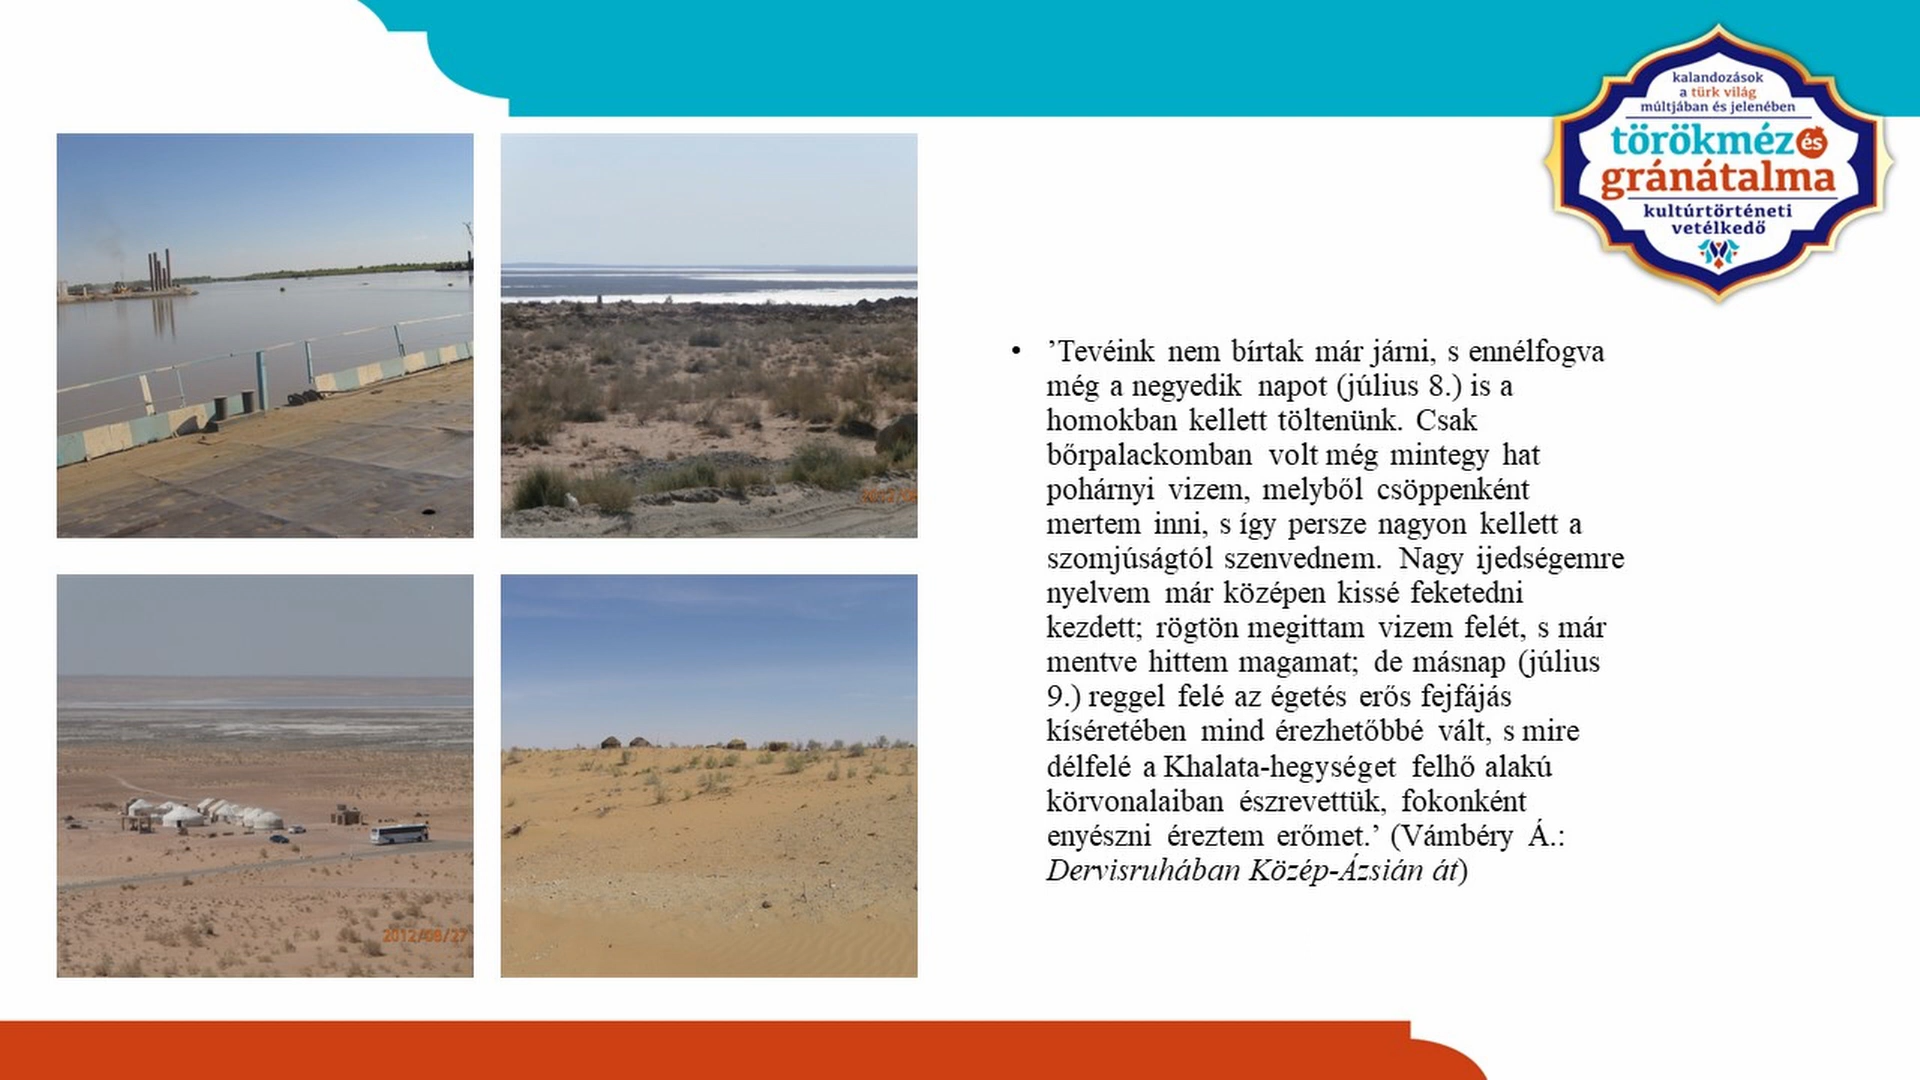 kalandozások
a türk világ
múltjában és jelenében
törökméz és
gránátalma
kultúrtörténeti
vetélkedő
• ’Tevéink nem bírtak már járni, s ennélfogva
még a negyedik napot (július 8.) is a
homokban kellett töltenünk. Csak
bőrpalackomban volt még mintegy hat
pohárnyi vizem, melyből csöppenként
mertem inni, s így persze nagyon kellett a
szomjúságtól szenvednem. Nagy ijedségemre
nyelvem már középen kissé feketedni
kezdett; rögtön megittam vizem felét, s már
mentve hittem magamat; de másnap (július
9.) reggel felé az égetés erős fejfájás
kíséretében mind érezhetőbbé vált, s mire
délfelé a Khalata-hegységet felhő alakú
körvonalaiban észrevettük, fokonként
enyészni éreztem erőmet.’ (Vámbéry Á.:
Dervisruhában Közép-Ázsián át)
2012/08/27